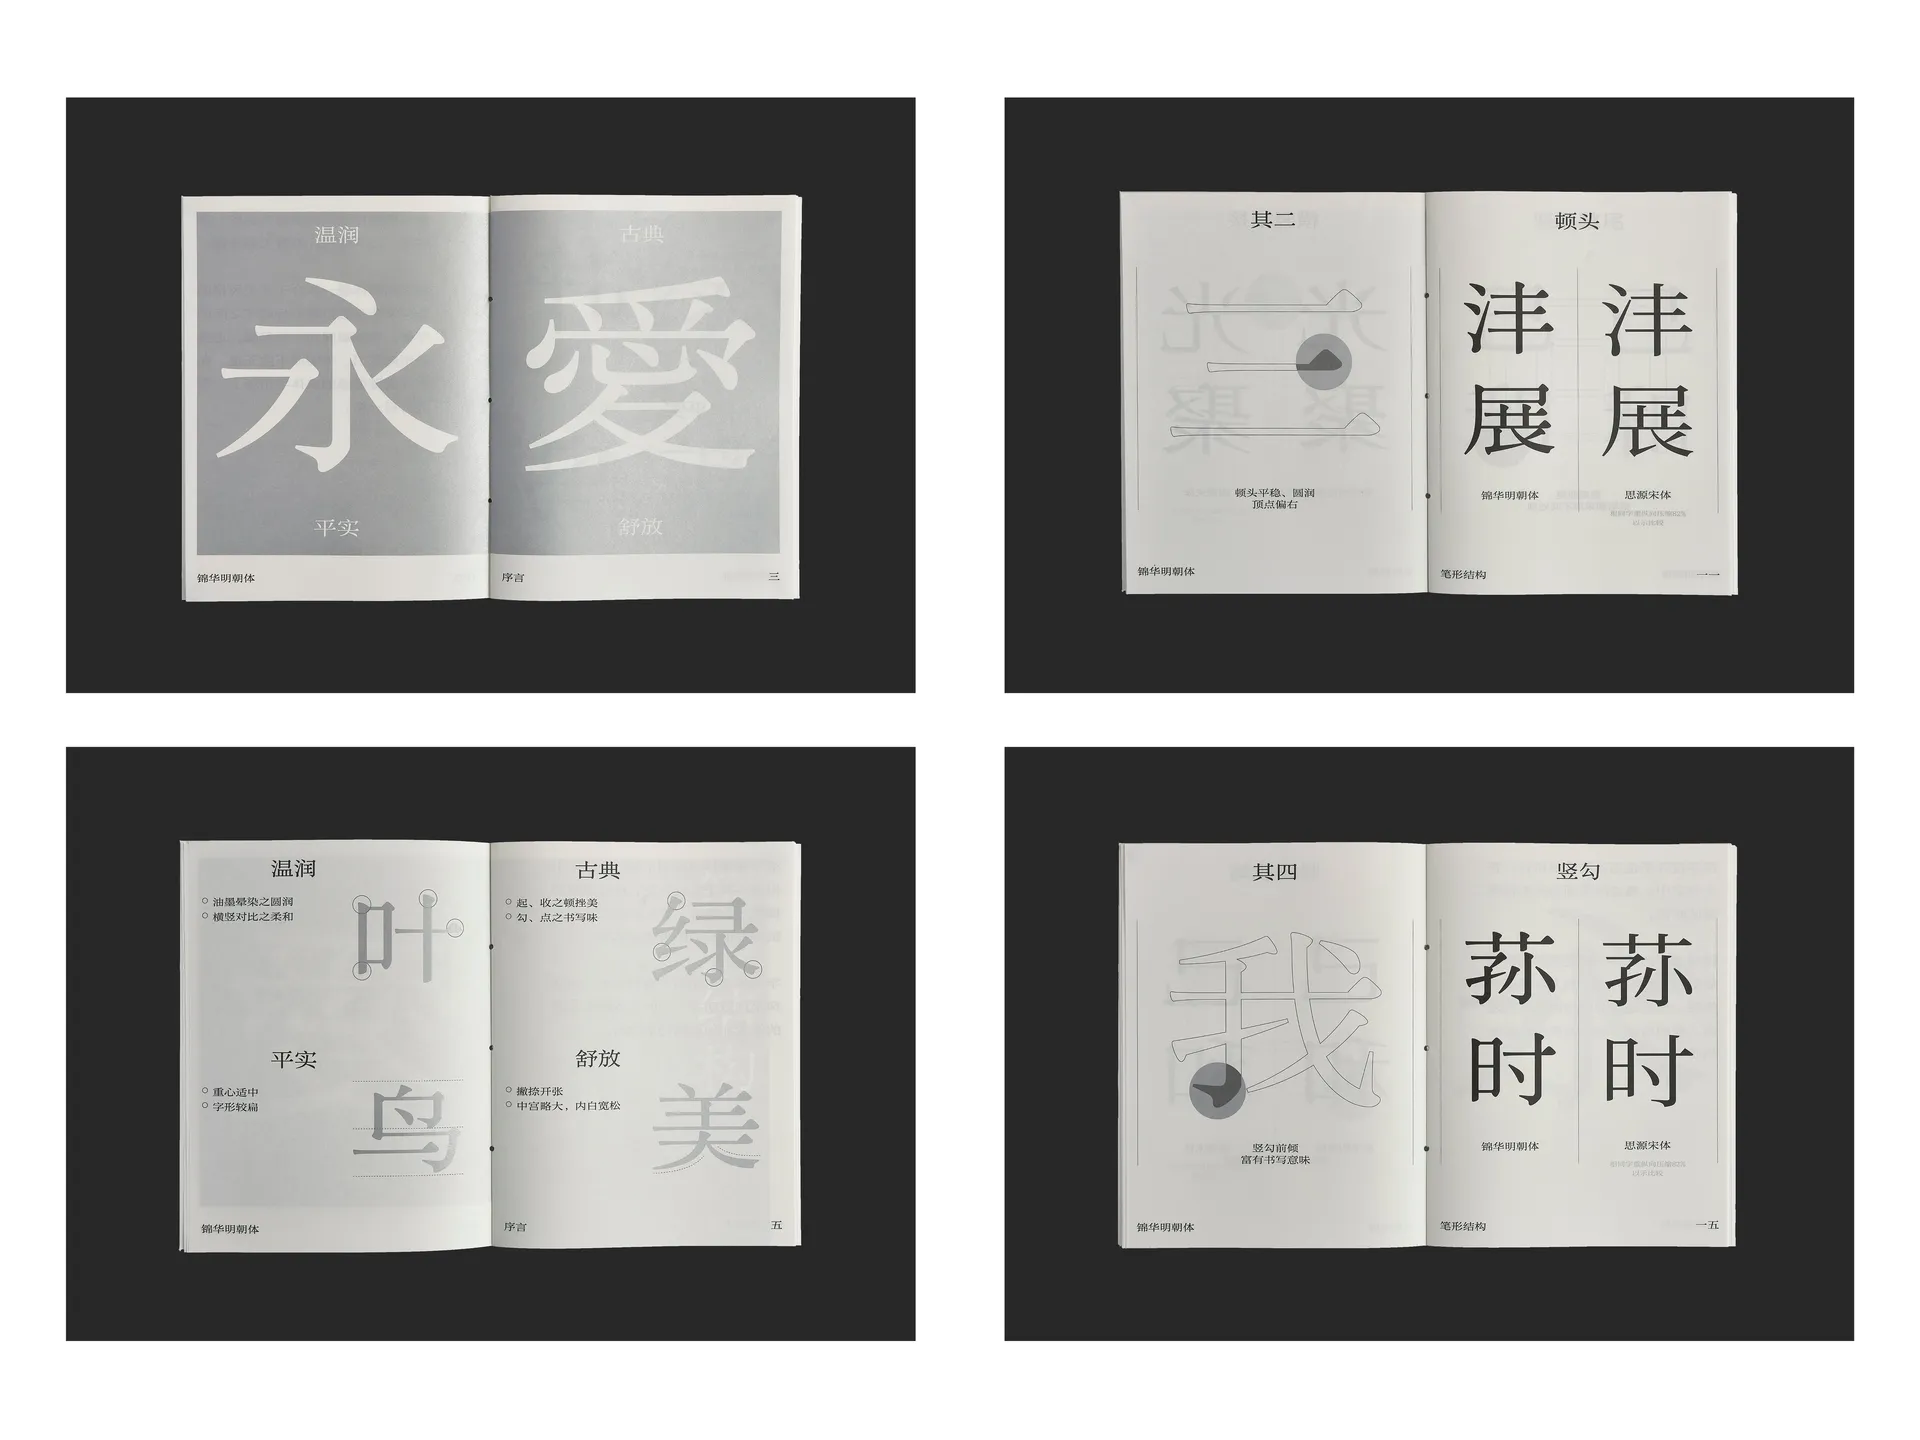 温润
永
平实
锦华明朝体
古典
愛
舒放
序言
三
其二
三
顿头平稳、圆润
顶点偏右
锦华明朝体
顿头
沣 沣
展 展
锦华明朝体 思源宋体
笔形结构
一一
温润
油墨晕染之圆润
横竖对比之柔和
叶
平实
重心适中
字形较扁
鸟
锦华明朝体
古典
起、收之顿挫美
勾、点之书写味
绿
舒放
撇捺开张
中宫略大，内白宽松
美
序言
五
其四
我
竖勾前倾
富有书写意味
锦华明朝体
竖勾
荪 荪
时 时
锦华明朝体 思源宋体
笔形结构
一五